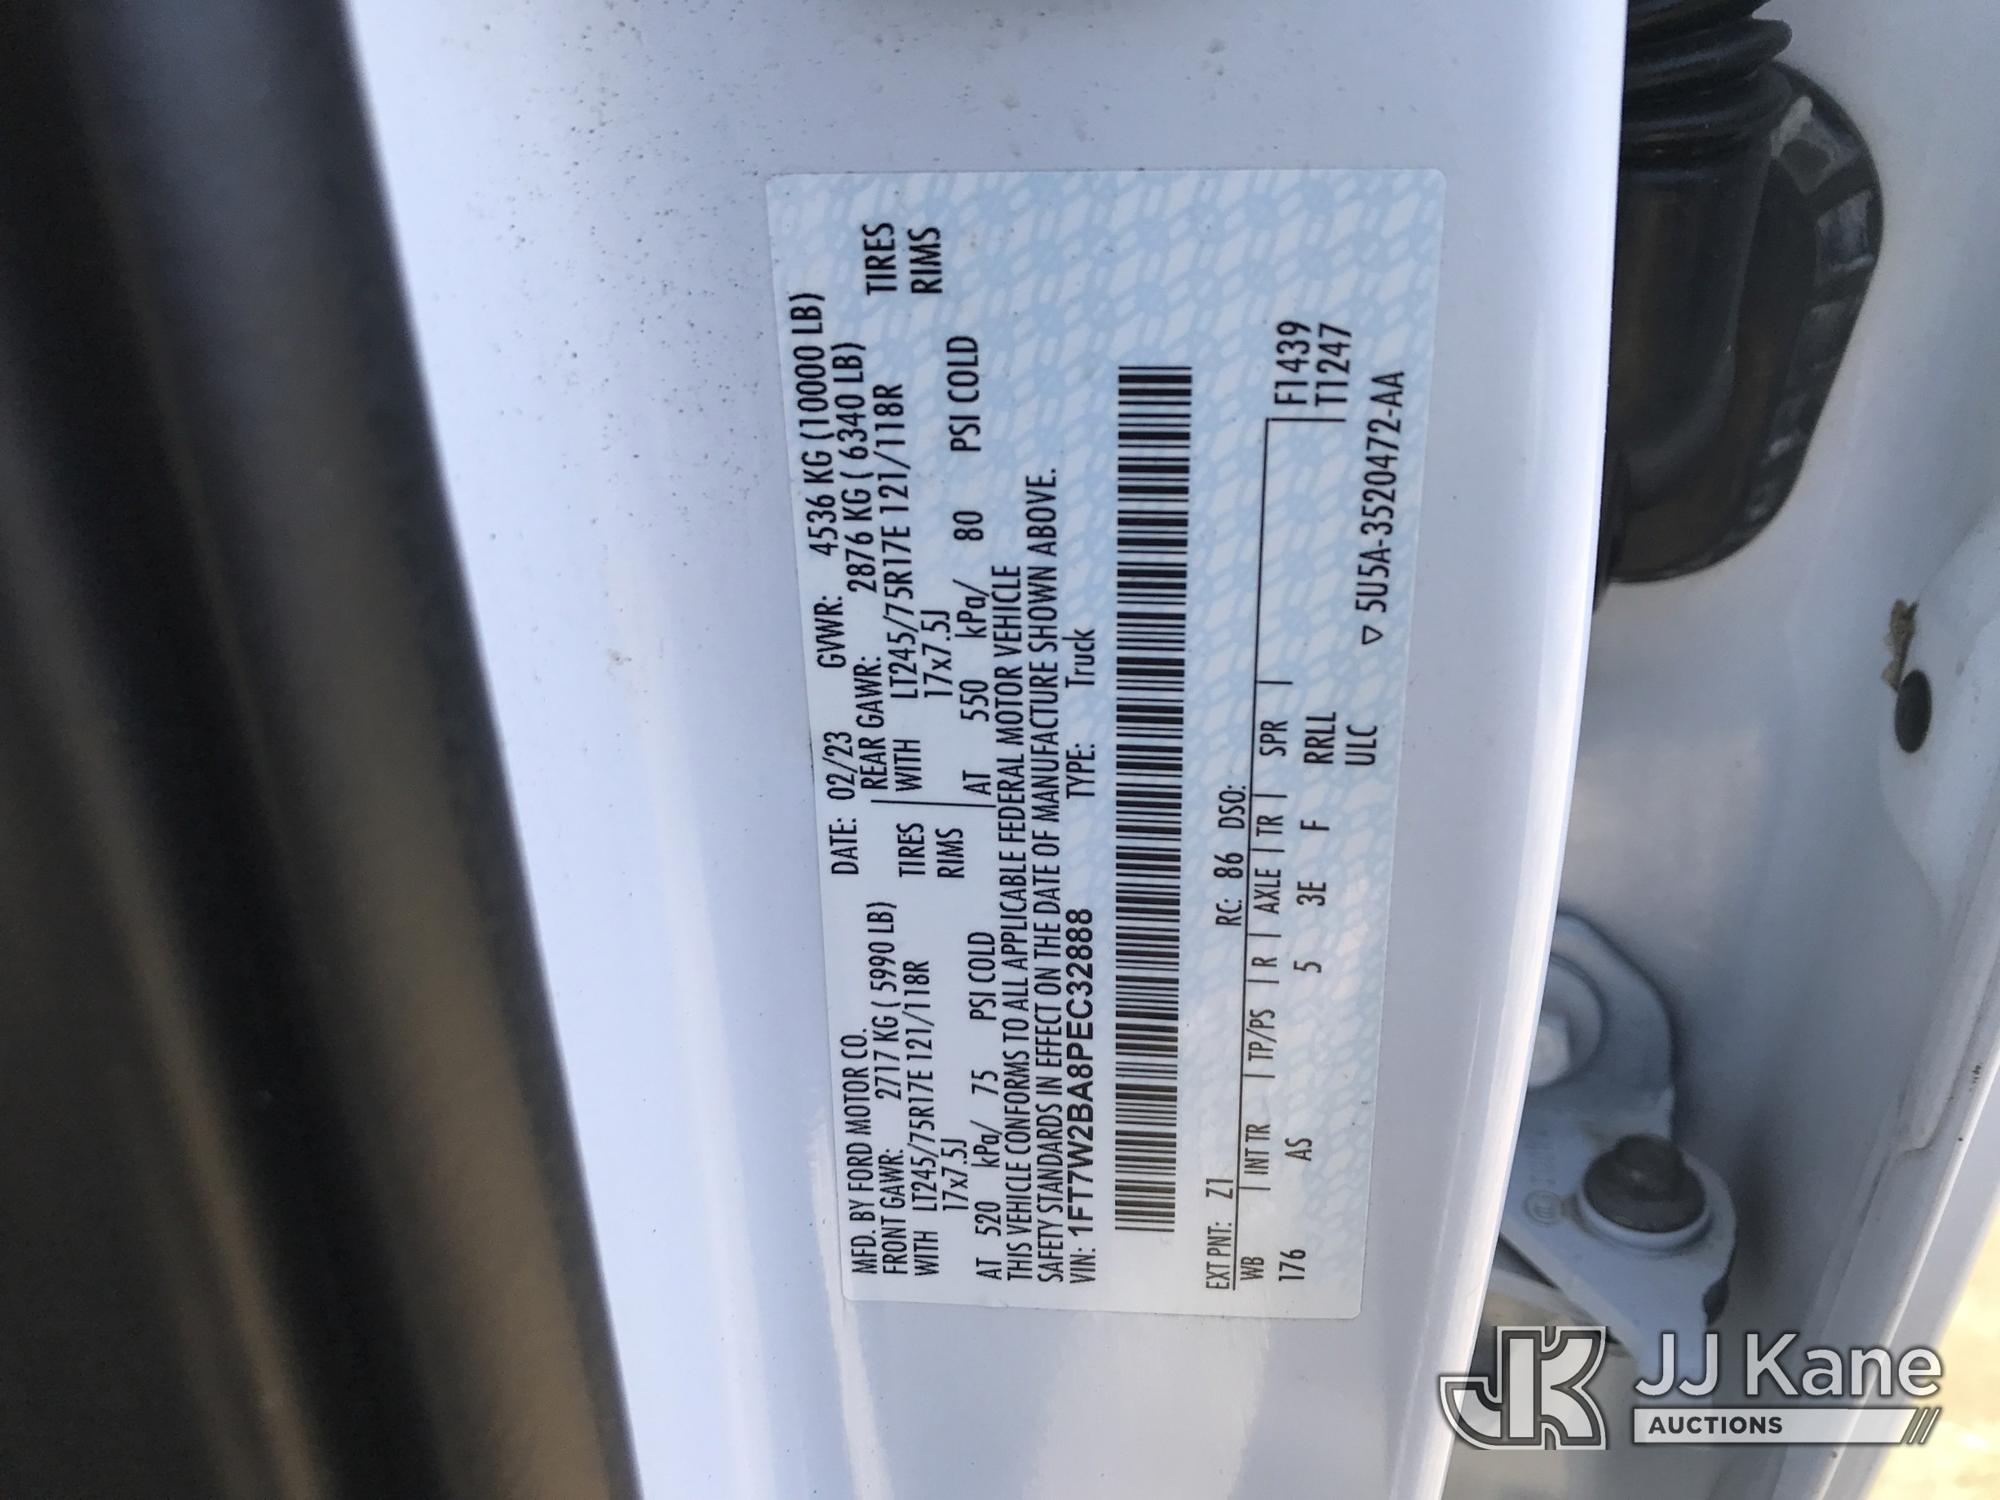 MFD. BY FORD MOTOR CO.   DATE: 02/23   GVWR: 4536 KG (10000 LB)
FRONT GAWR: 2717 KG ( 5990 LB)   REAR GAWR: 2876 KG ( 6340 LB)
WITH LT245/75R17E 121/118R TIRES   WITH LT245/75R17E 121/118R TIRES
17x7.5J RIMS   17x7.5J RIMS
AT 520 kPa/ 75 PSI COLD   AT 550 kPa/ 80 PSI COLD
THIS VEHICLE CONFORMS TO ALL APPLICABLE FEDERAL MOTOR VEHICLE
SAFETY STANDARDS IN EFFECT ON THE DATE OF MANUFACTURE SHOWN ABOVE.
VIN: 1FT7W2BA8PEC32888   TYPE: Truck
EXT PNT: Z1   RC: 86 DSO:
WB | INT TR | TP/PS | R | AXLE | TR | SPR |   F1439
176 AS 5 3E F RRLL   T1247
ULC ▽ 5U5A-3520472-AA
JK JJ Kane
AUCTIONS